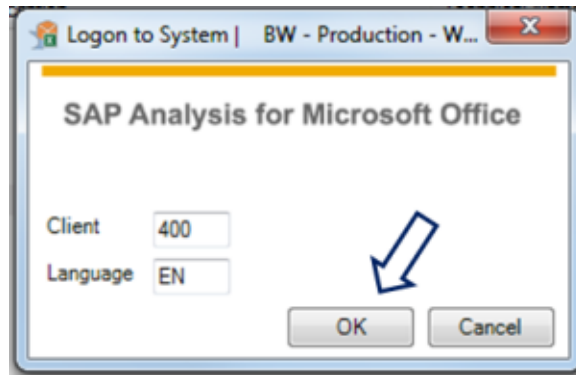 Logon to System | BW - Production - W...
SAP Analysis for Microsoft Office
Client 400
Language EN
OK Cancel